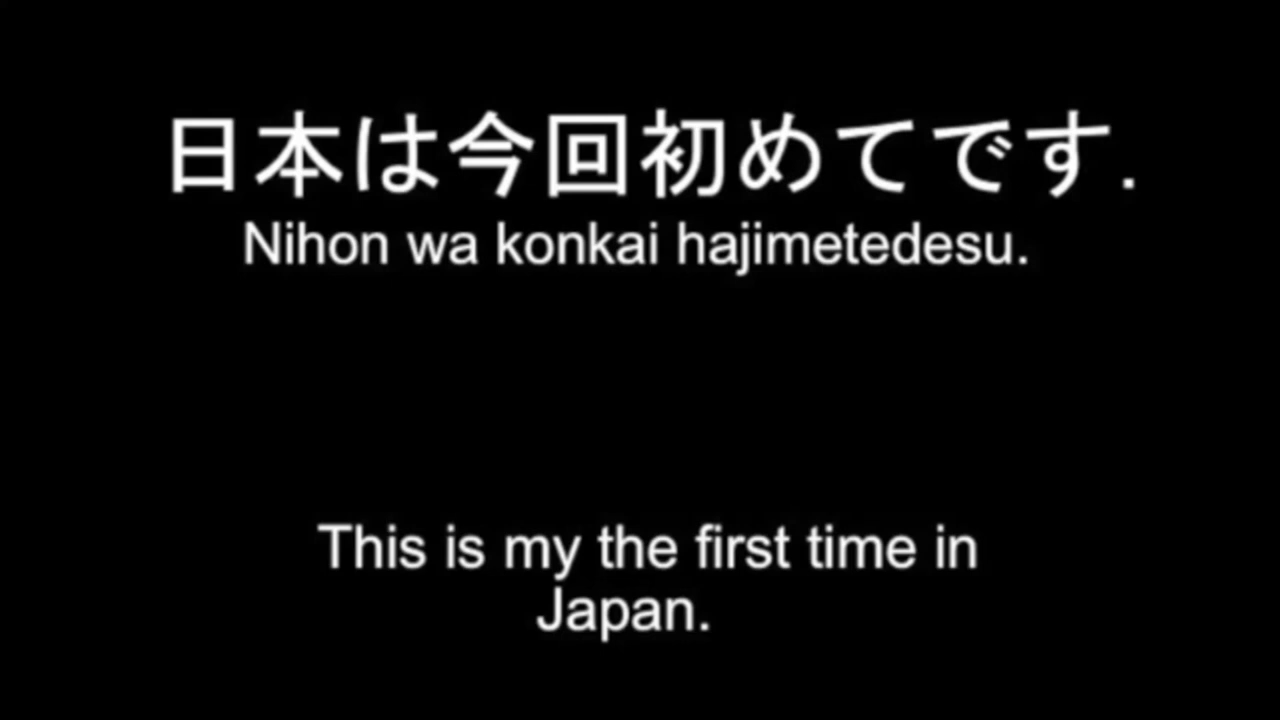 日本は今回初めてです.
Nihon wa konkai hajimetedesu.
This is my the first time in
Japan.